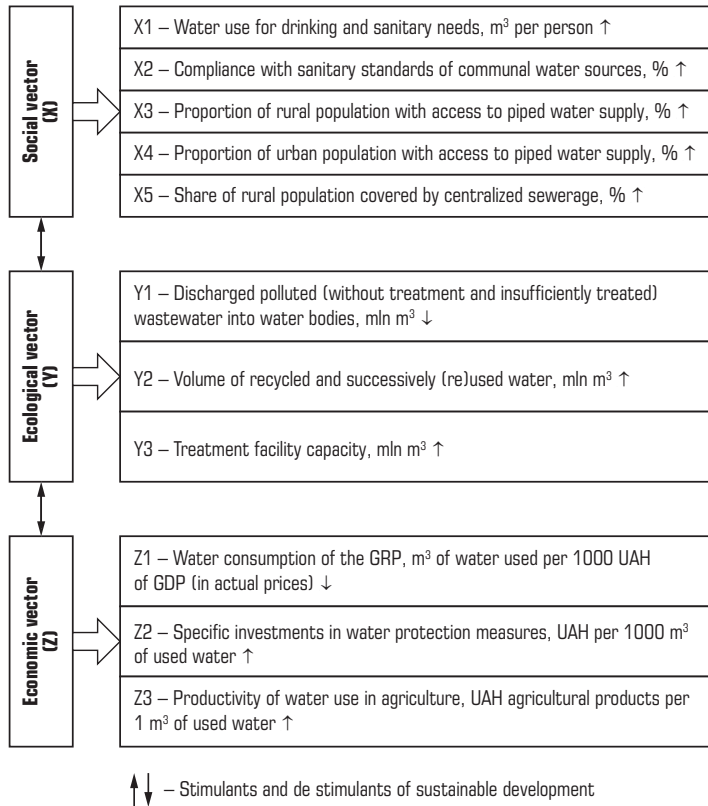 Social vector
(X)
X1 – Water use for drinking and sanitary needs, m³ per person ↑
X2 – Compliance with sanitary standards of communal water sources, % ↑
X3 – Proportion of rural population with access to piped water supply, % ↑
X4 – Proportion of urban population with access to piped water supply, % ↑
X5 – Share of rural population covered by centralized sewerage, % ↑
Ecological vector
(Y)
Y1 – Discharged polluted (without treatment and insufficiently treated)
wastewater into water bodies, mln m³ ↓
Y2 – Volume of recycled and successively (re)used water, mln m³ ↑
Y3 – Treatment facility capacity, mln m³ ↑
Economic vector
(Z)
Z1 – Water consumption of the GRP, m³ of water used per 1000 UAH
of GDP (in actual prices) ↓
Z2 – Specific investments in water protection measures, UAH per 1000 m³
of used water ↑
Z3 – Productivity of water use in agriculture, UAH agricultural products per
1 m³ of used water ↑
↑↓ – Stimulants and de stimulants of sustainable development